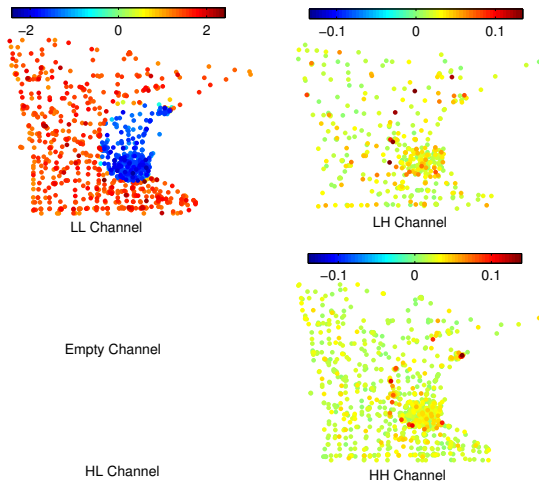 −2 0 2
−0.1 0 0.1
LL Channel
LH Channel
−0.1 0 0.1
Empty Channel
HL Channel
HH Channel